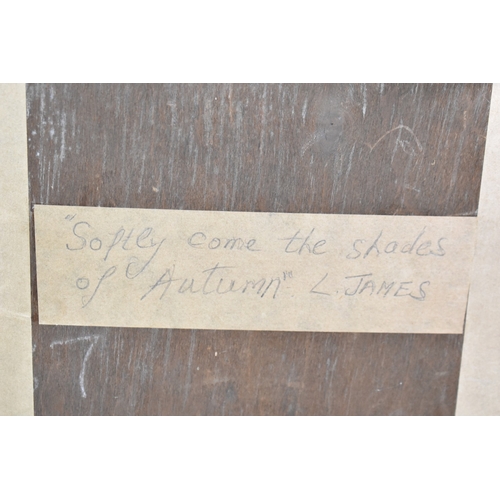 "Softly come the shades
of Autumn" L. JAMES